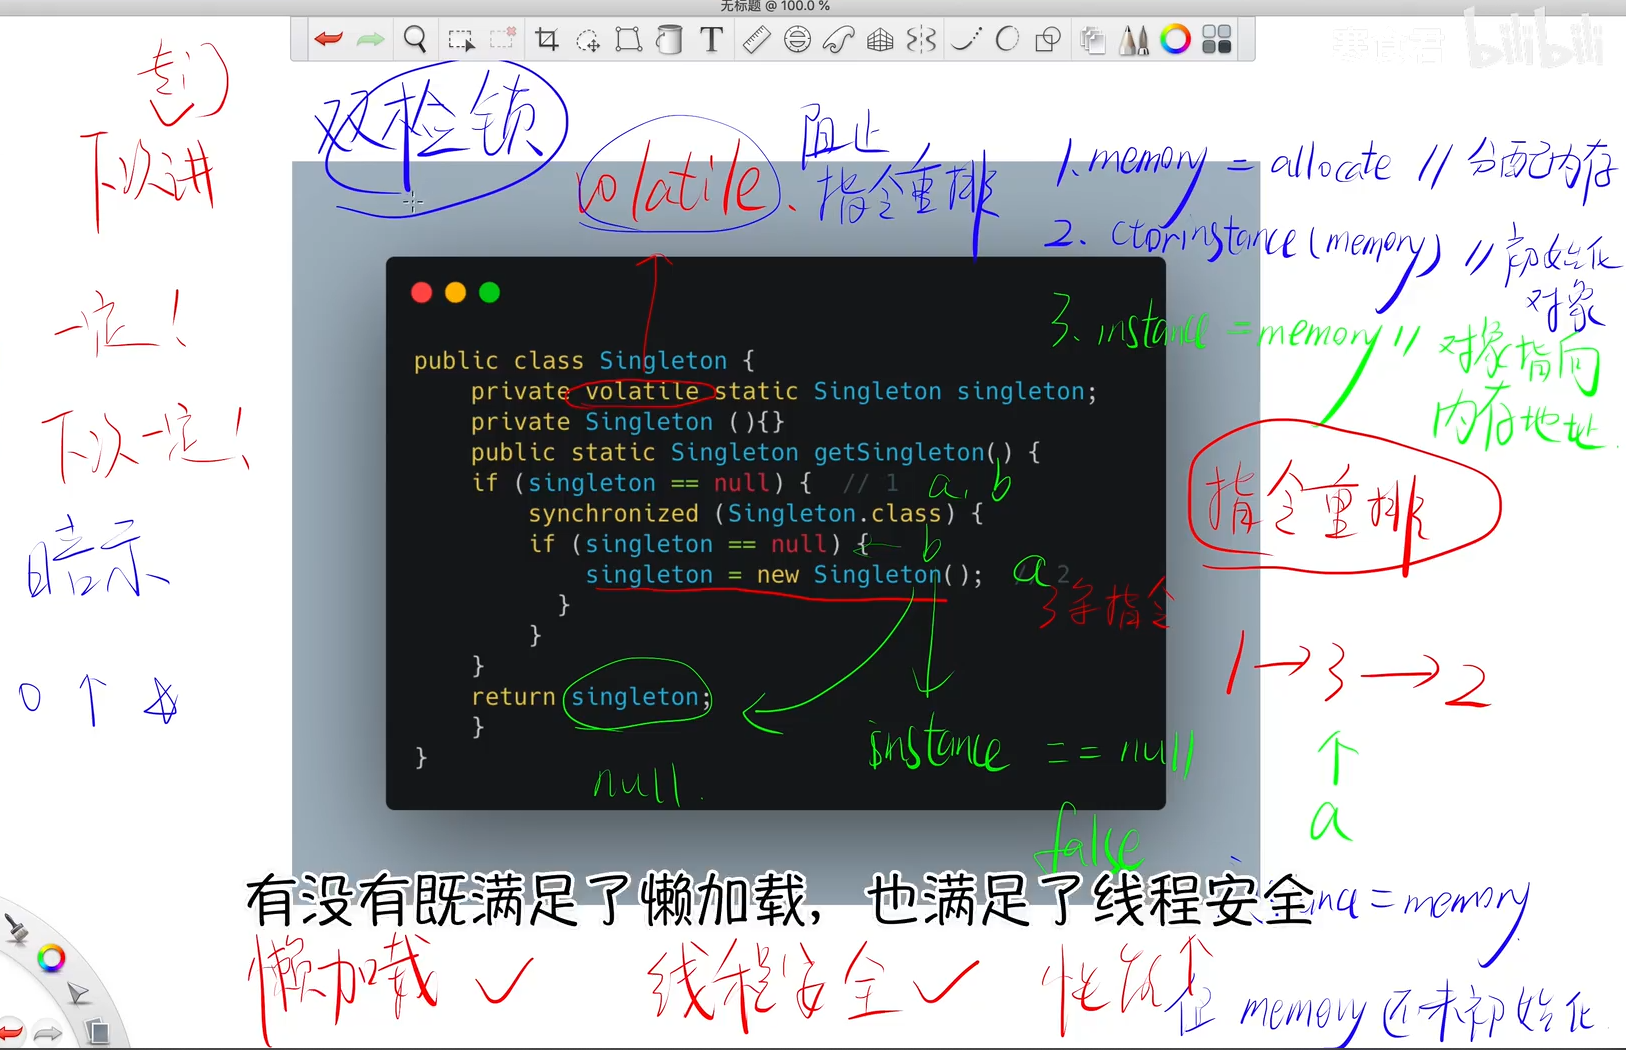 无标题 @ 100.0 %
bilibili
双检锁
volatile、
阻止
指令重排
1. memory = allocate // 分配内存
2. ctorinstance(memory) // 初始化
对象
3. instance = memory // 对象指向
内存地址
下次讲
一定！
下次一定！
暗示
public class Singleton {
private volatile static Singleton singleton;
private Singleton (){}
public static Singleton getSingleton() {
if (singleton == null) { // 1
a, b
synchronized (Singleton.class) {
if (singleton == null) {
b
singleton = new Singleton(); // 2
a
3条指令
}
}
}
return singleton;
}
}
null.
instance == null
false
指令重排
1→3→2
↑
a
有没有既满足了懒加载，也满足了线程安全
= memory
懒加载 ✓ 线程安全 ✓ 性能↑
但 memory 还未初始化